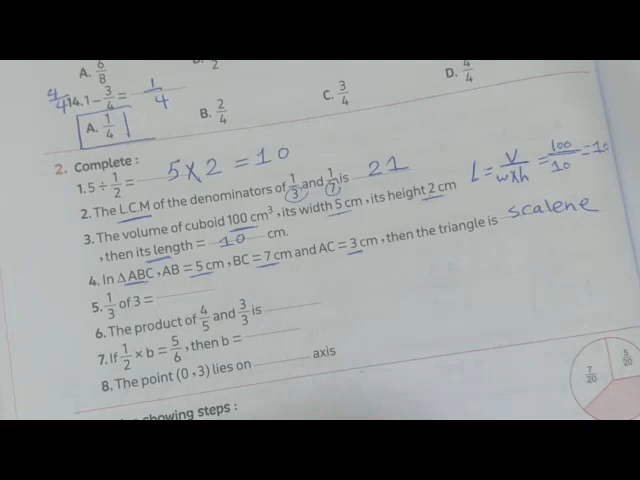 A. 6/8
2
4/4 14. 1 − 3/4 = 1/4
A. 1/4 B. 2/4 C. 3/4 D. 4/4
2. Complete :
1. 5 ÷ 1/2 = 5 × 2 = 10
2. The L.C.M of the denominators of 1/3 and 1/7 is 21
3. The volume of cuboid 100 cm³ , its width 5 cm , its height 2 cm
, then its length = 10 cm.
L = V/(w×h) = 100/10 = 10
4. In △ABC , AB = 5 cm , BC = 7 cm and AC = 3 cm , then the triangle is scalene
5. 1/3 of 3 =
6. The product of 4/5 and 3/3 is
7. If 1/2 × b = 5/6 , then b =
8. The point (0 , 3) lies on axis
7/20 5/20
showing steps :